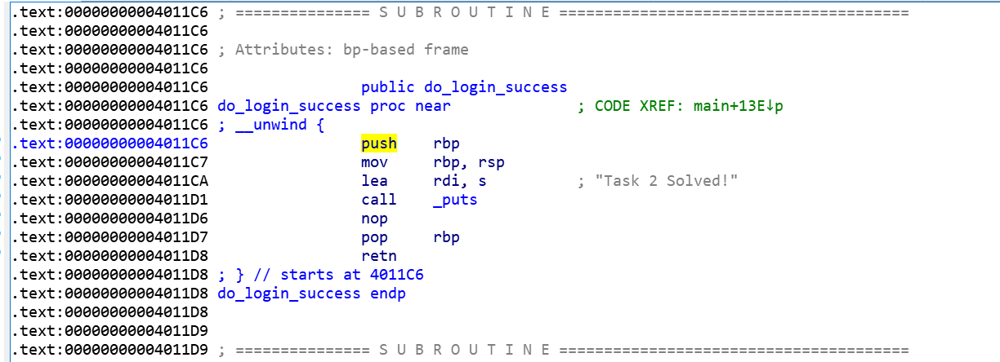 .text:00000000004011C6 ; =============== S U B R O U T I N E =======================================
.text:00000000004011C6
.text:00000000004011C6 ; Attributes: bp-based frame
.text:00000000004011C6
.text:00000000004011C6 public do_login_success
.text:00000000004011C6 do_login_success proc near ; CODE XREF: main+13E↓p
.text:00000000004011C6 ; __unwind {
.text:00000000004011C6 push rbp
.text:00000000004011C7 mov rbp, rsp
.text:00000000004011CA lea rdi, s ; "Task 2 Solved!"
.text:00000000004011D1 call _puts
.text:00000000004011D6 nop
.text:00000000004011D7 pop rbp
.text:00000000004011D8 retn
.text:00000000004011D8 ; } // starts at 4011C6
.text:00000000004011D8 do_login_success endp
.text:00000000004011D8
.text:00000000004011D9
.text:00000000004011D9 ; =============== S U B R O U T I N E =======================================